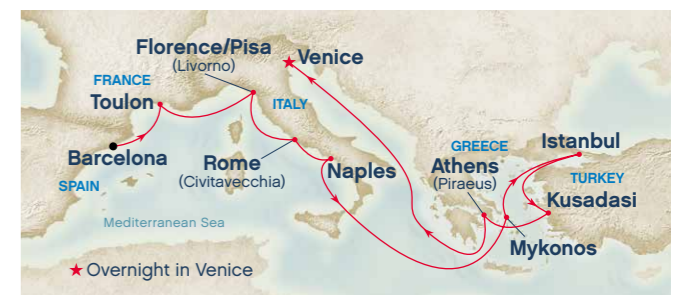 Florence/Pisa
(Livorno)
Venice
FRANCE
Toulon
ITALY
Barcelona
SPAIN
Rome
(Civitavecchia)
Naples
GREECE
Athens
(Piraeus)
Istanbul
TURKEY
Kusadasi
Mykonos
Mediterranean Sea
★ Overnight in Venice